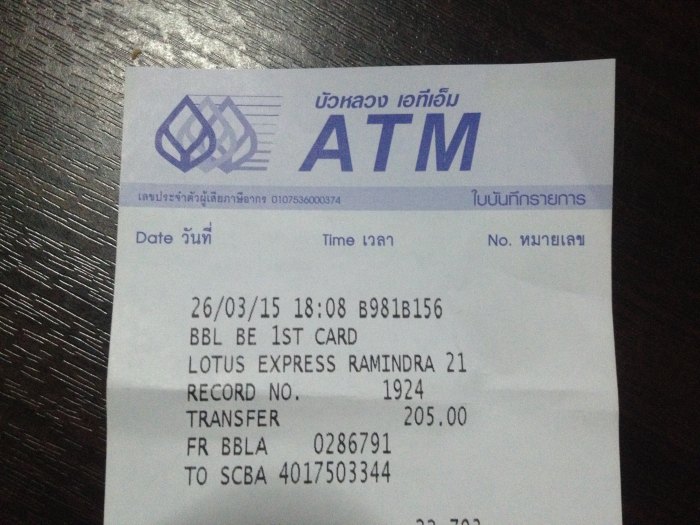 บัวหลวง เอทีเอ็ม
ATM
เลขประจำตัวผู้เสียภาษีอากร 0107536000374
ใบบันทึกรายการ
Date วันที่ Time เวลา No. หมายเลข
26/03/15 18:08 B981B156
BBL BE 1ST CARD
LOTUS EXPRESS RAMINDRA 21
RECORD NO. 1924
TRANSFER 205.00
FR BBLA 0286791
TO SCBA 4017503344